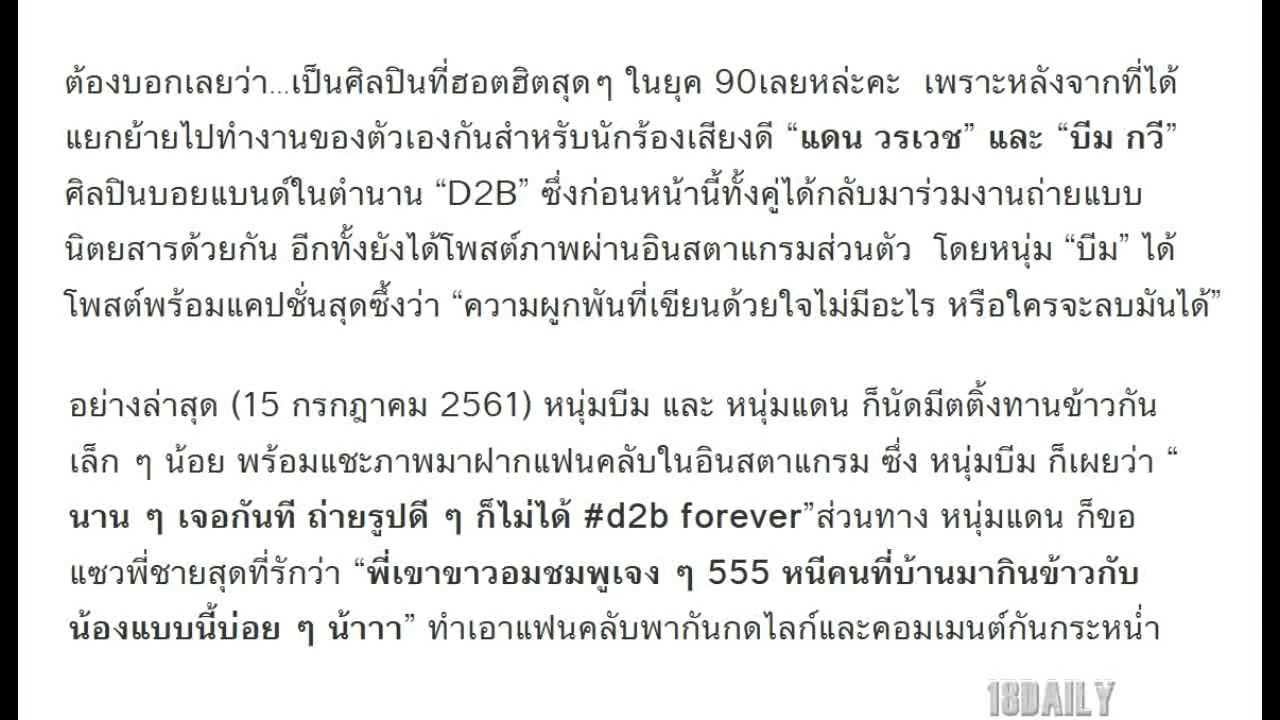 ต้องบอกเลยว่า...เป็นศิลปินที่ฮอตฮิตสุดๆ ในยุค 90เลยหล่ะคะ เพราะหลังจากที่ได้
แยกย้ายไปทำงานของตัวเองกันสำหรับนักร้องเสียงดี “แดน วรเวช” และ “บีม กวี”
ศิลปินบอยแบนด์ในตำนาน “D2B” ซึ่งก่อนหน้านี้ทั้งคู่ได้กลับมาร่วมงานถ่ายแบบ
นิตยสารด้วยกัน อีกทั้งยังได้โพสต์ภาพผ่านอินสตาแกรมส่วนตัว โดยหนุ่ม “บีม” ได้
โพสต์พร้อมแคปชั่นสุดซึ้งว่า “ความผูกพันที่เขียนด้วยใจไม่มีอะไร หรือใครจะลบมันได้”
อย่างล่าสุด (15 กรกฎาคม 2561) หนุ่มบีม และ หนุ่มแดน ก็นัดมีตติ้งทานข้าวกัน
เล็ก ๆ น้อย พร้อมแชะภาพมาฝากแฟนคลับในอินสตาแกรม ซึ่ง หนุ่มบีม ก็เผยว่า “
นาน ๆ เจอกันที ถ่ายรูปดี ๆ ก็ไม่ได้ #d2b forever”ส่วนทาง หนุ่มแดน ก็ขอ
แซวพี่ชายสุดที่รักว่า “พี่เขาขาวอมชมพูเจง ๆ 555 หนีคนที่บ้านมากินข้าวกับ
น้องแบบนี้บ่อย ๆ น้าาา” ทำเอาแฟนคลับพากันกดไลก์และคอมเมนต์กันกระหน่ำ
18DAILY